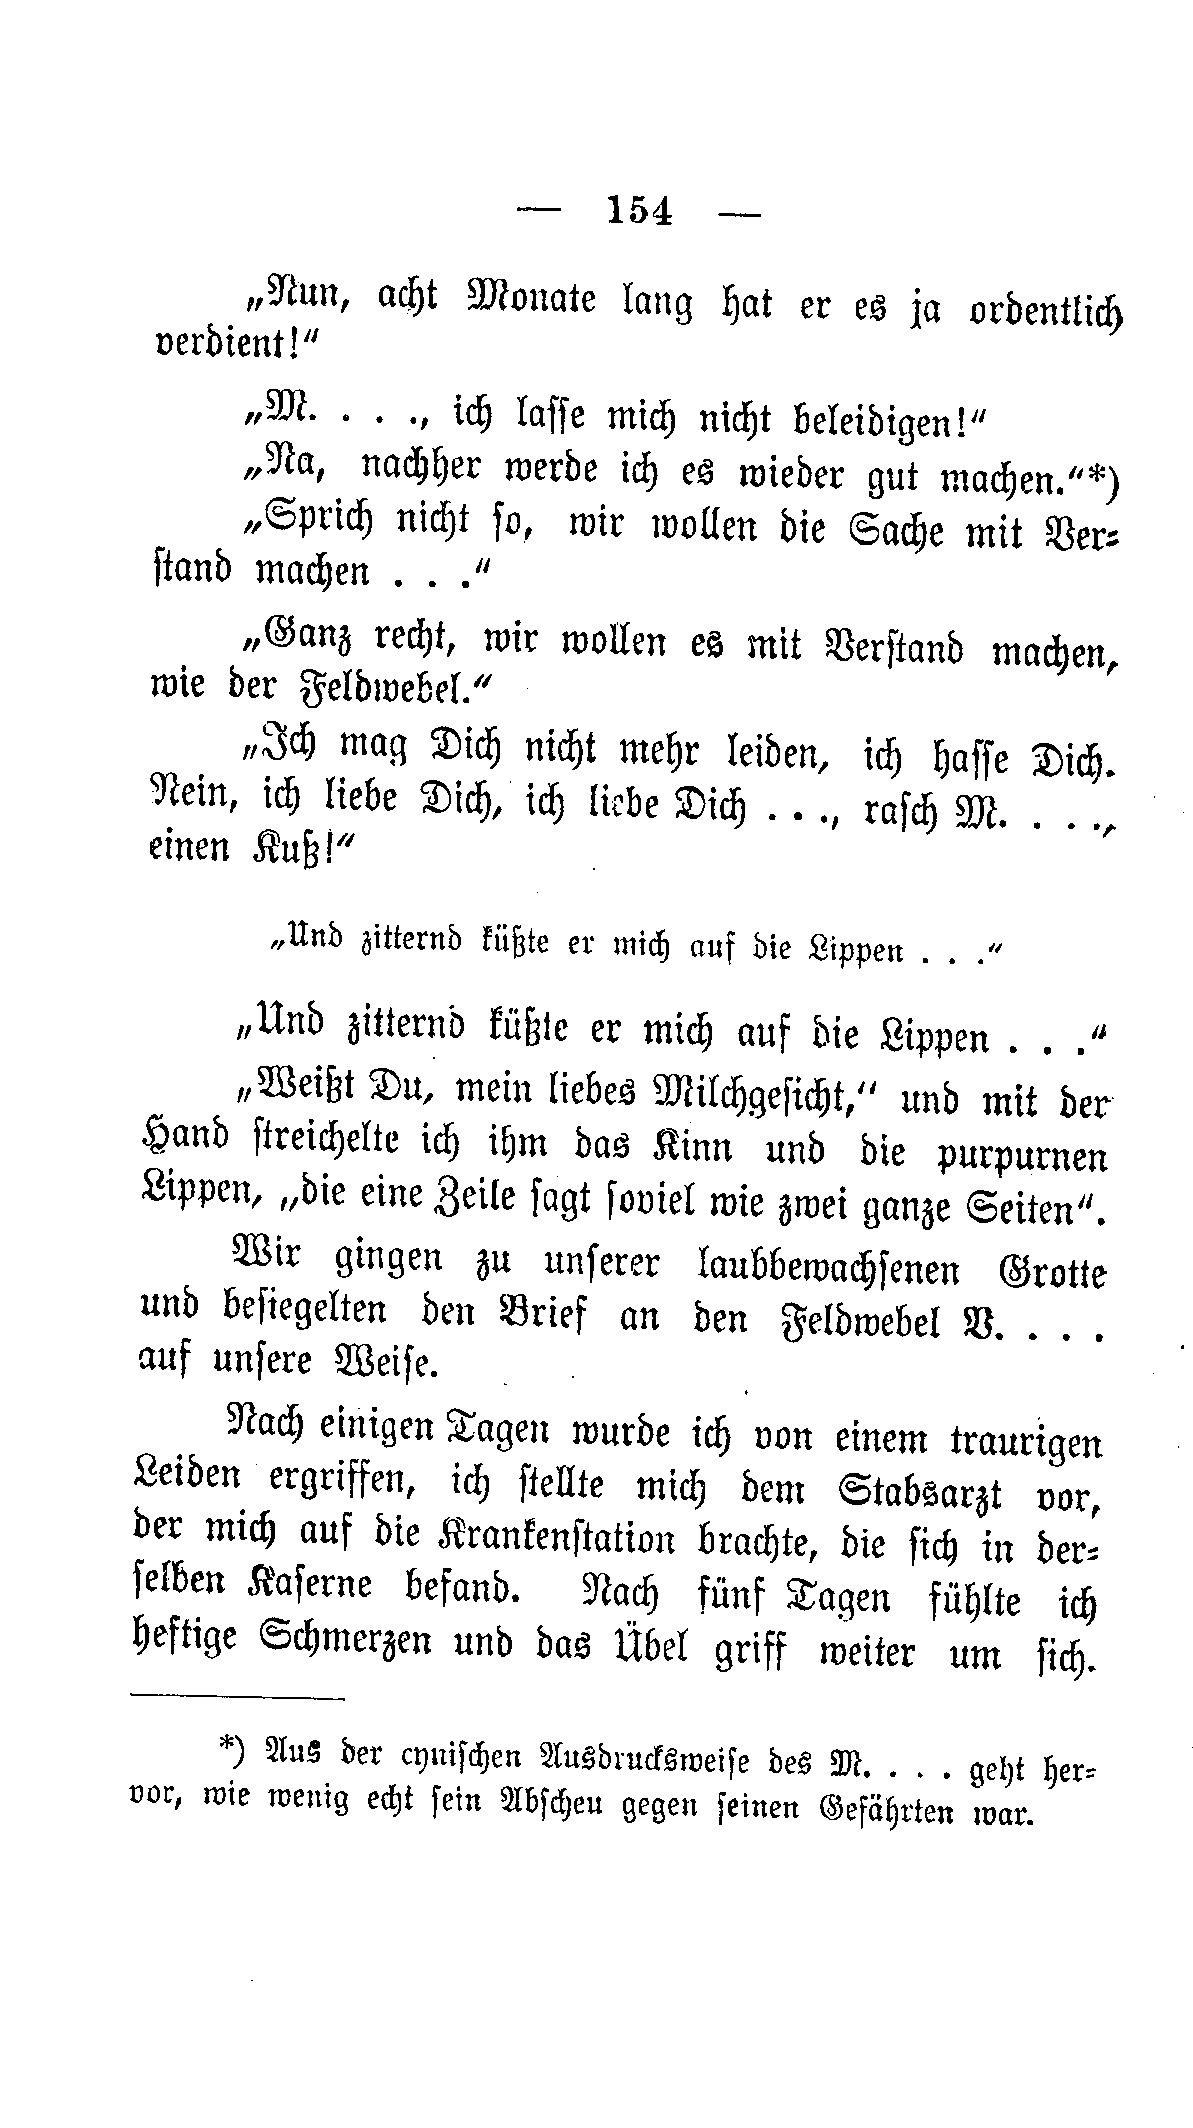 — 154 —
„Nun, acht Monate lang hat er es ja ordentlich
verdient!“
„M. . . ., ich lasse mich nicht beleidigen!“
„Na, nachher werde ich es wieder gut machen.“*)
„Sprich nicht so, wir wollen die Sache mit Ver-
stand machen . . .“
„Ganz recht, wir wollen es mit Verstand machen,
wie der Feldwebel.“
„Ich mag Dich nicht mehr leiden, ich hasse Dich.
Nein, ich liebe Dich, ich liebe Dich . . ., rasch M. . . .,
einen Kuß!“
„Und zitternd küßte er mich auf die Lippen . . .“
„Und zitternd küßte er mich auf die Lippen . . .“
„Weißt Du, mein liebes Milchgesicht,“ und mit der
Hand streichelte ich ihm das Kinn und die purpurnen
Lippen, „die eine Zeile sagt soviel wie zwei ganze Seiten“.
Wir gingen zu unserer laubbewachsenen Grotte
und besiegelten den Brief an den Feldwebel V. . . .
auf unsere Weise.
Nach einigen Tagen wurde ich von einem traurigen
Leiden ergriffen, ich stellte mich dem Stabsarzt vor,
der mich auf die Krankenstation brachte, die sich in der-
selben Kaserne befand. Nach fünf Tagen fühlte ich
heftige Schmerzen und das Übel griff weiter um sich.
*) Aus der cynischen Ausdrucksweise des M. . . . geht her-
vor, wie wenig echt sein Abscheu gegen seinen Gefährten war.